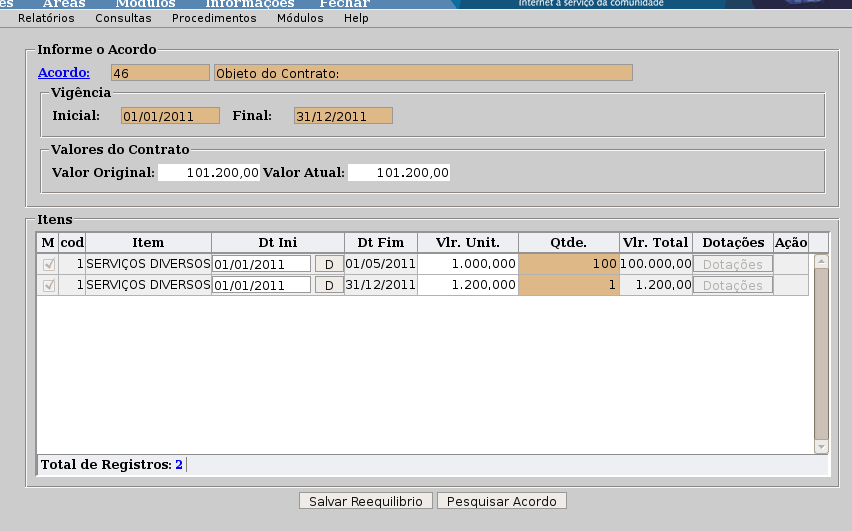 es Áreas Módulos Informações Fechar Internet a serviço da comunidade
Relatórios Consultas Procedimentos Módulos Help
Informe o Acordo
Acordo: 46 Objeto do Contrato:
Vigência
Inicial: 01/01/2011 Final: 31/12/2011
Valores do Contrato
Valor Original: 101.200,00 Valor Atual: 101.200,00
Itens
M cod Item Dt Ini Dt Fim Vlr. Unit. Qtde. Vlr. Total Dotações Ação
1 SERVIÇOS DIVERSOS 01/01/2011 D 01/05/2011 1.000,000 100 100.000,00 Dotações
1 SERVIÇOS DIVERSOS 01/01/2011 D 31/12/2011 1.200,000 1 1.200,00 Dotações
Total de Registros: 2
Salvar Reequilibrio Pesquisar Acordo